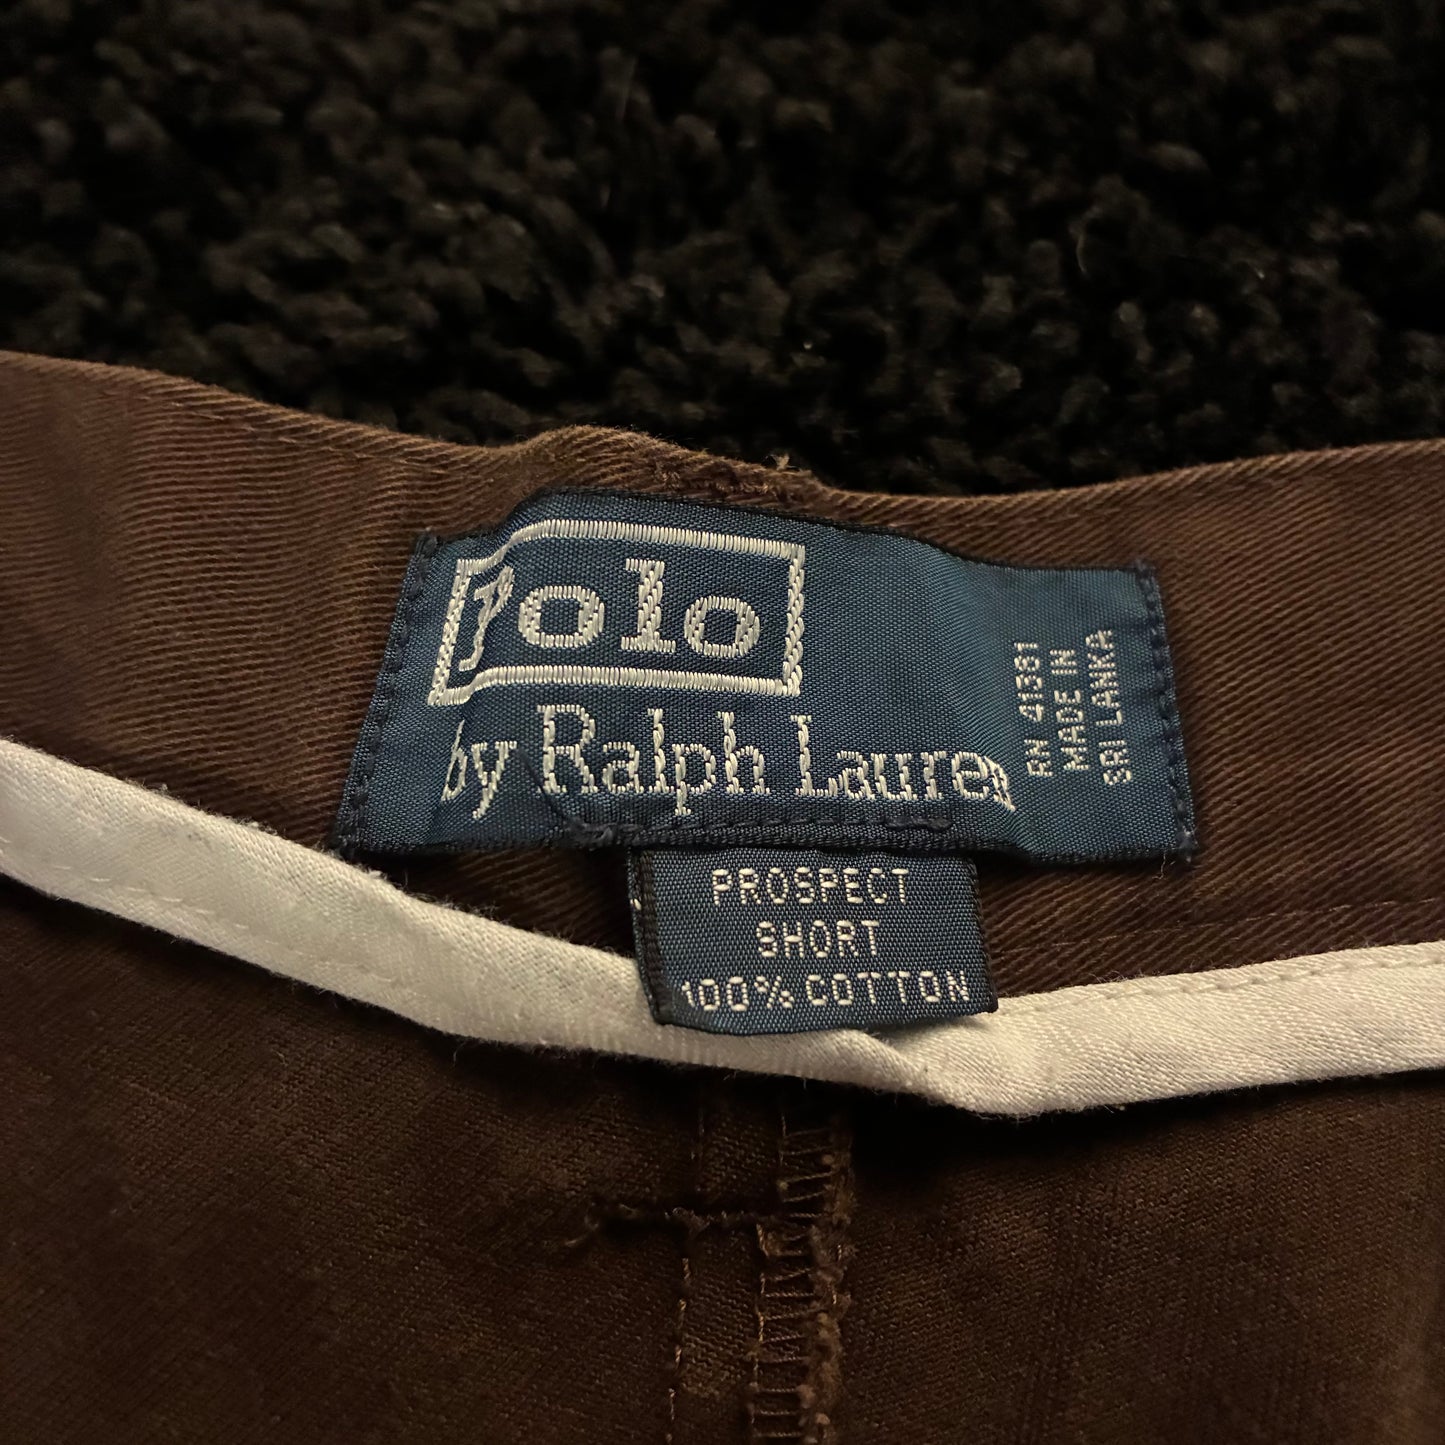 Polo
by Ralph Lauren
RN 41381
MADE IN
SRI LANKA
PROSPECT
SHORT
100% COTTON